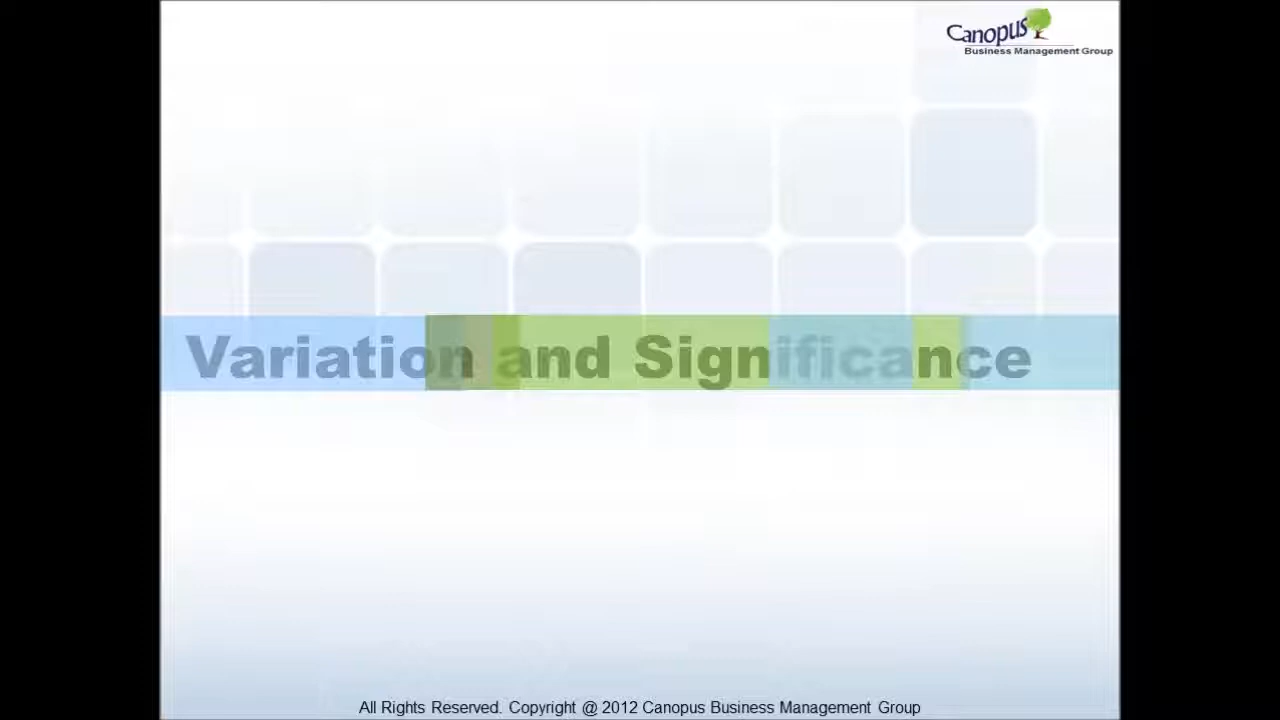 Canopus
Business Management Group
Variation and Significance
All Rights Reserved. Copyright @ 2012 Canopus Business Management Group